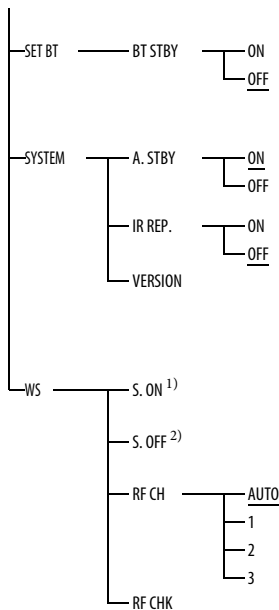 SET BT BT STBY ON
OFF
SYSTEM A. STBY ON
OFF
IR REP. ON
OFF
VERSION
WS S. ON 1)
S. OFF 2)
RF CH AUTO
1
2
3
RF CHK